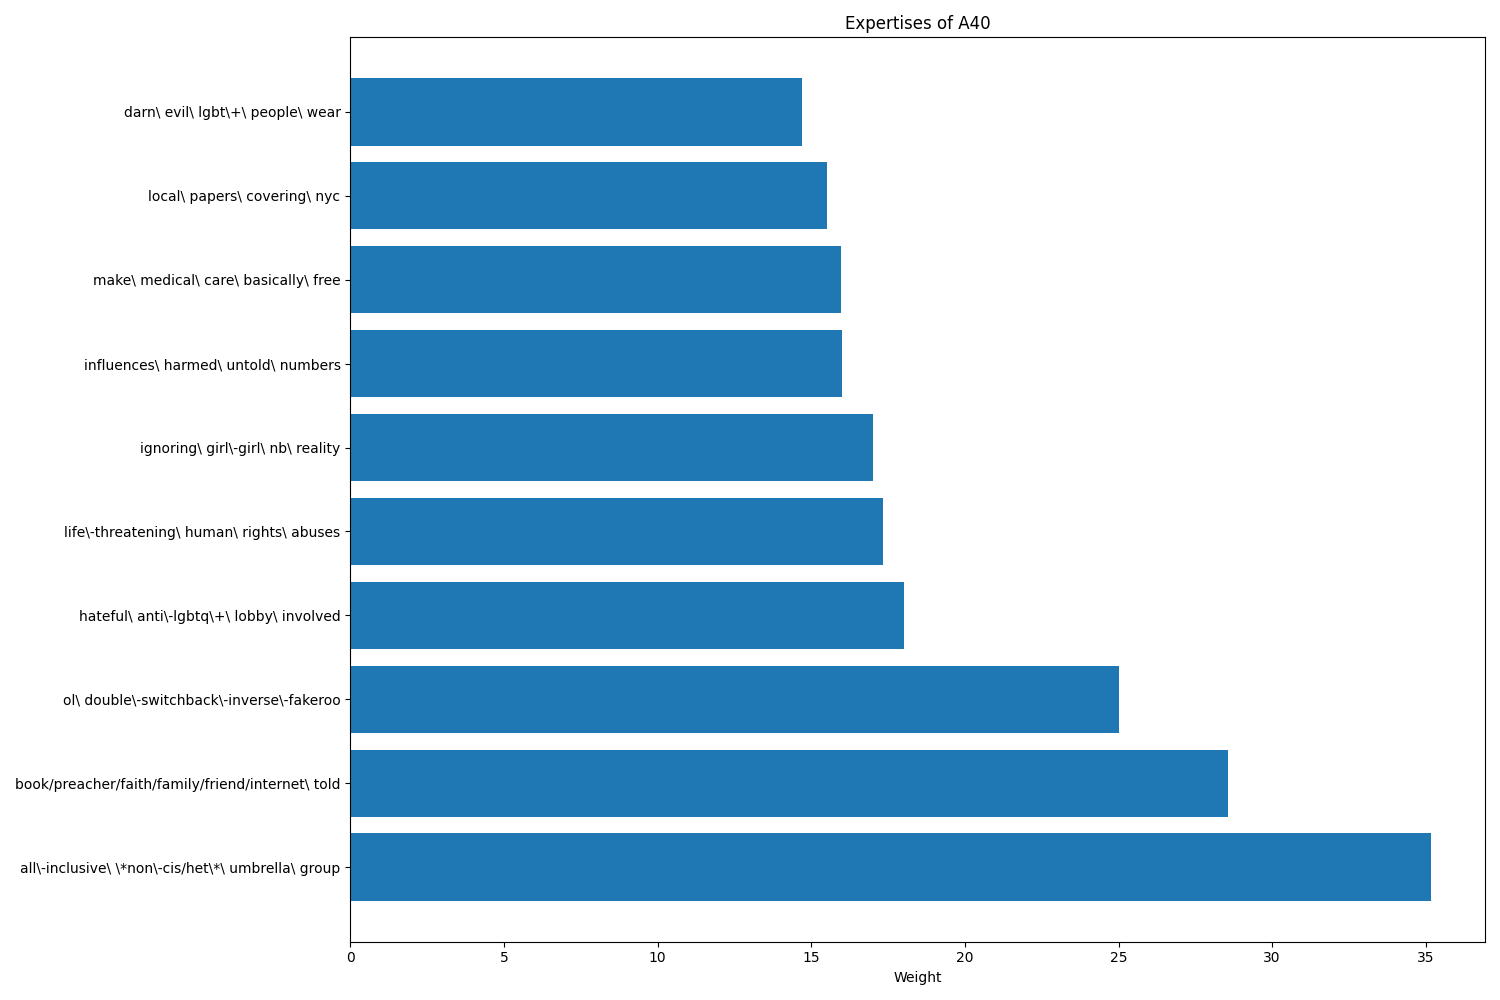 Expertises of A40
darn\ evil\ lgbt\+\ people\ wear
local\ papers\ covering\ nyc
make\ medical\ care\ basically\ free
influences\ harmed\ untold\ numbers
ignoring\ girl\-girl\ nb\ reality
life\-threatening\ human\ rights\ abuses
hateful\ anti\-lgbtq\+\ lobby\ involved
ol\ double\-switchback\-inverse\-fakeroo
book/preacher/faith/family/friend/internet\ told
all\-inclusive\ \*non\-cis/het\*\ umbrella\ group
0 5 10 15 20 25 30 35
Weight